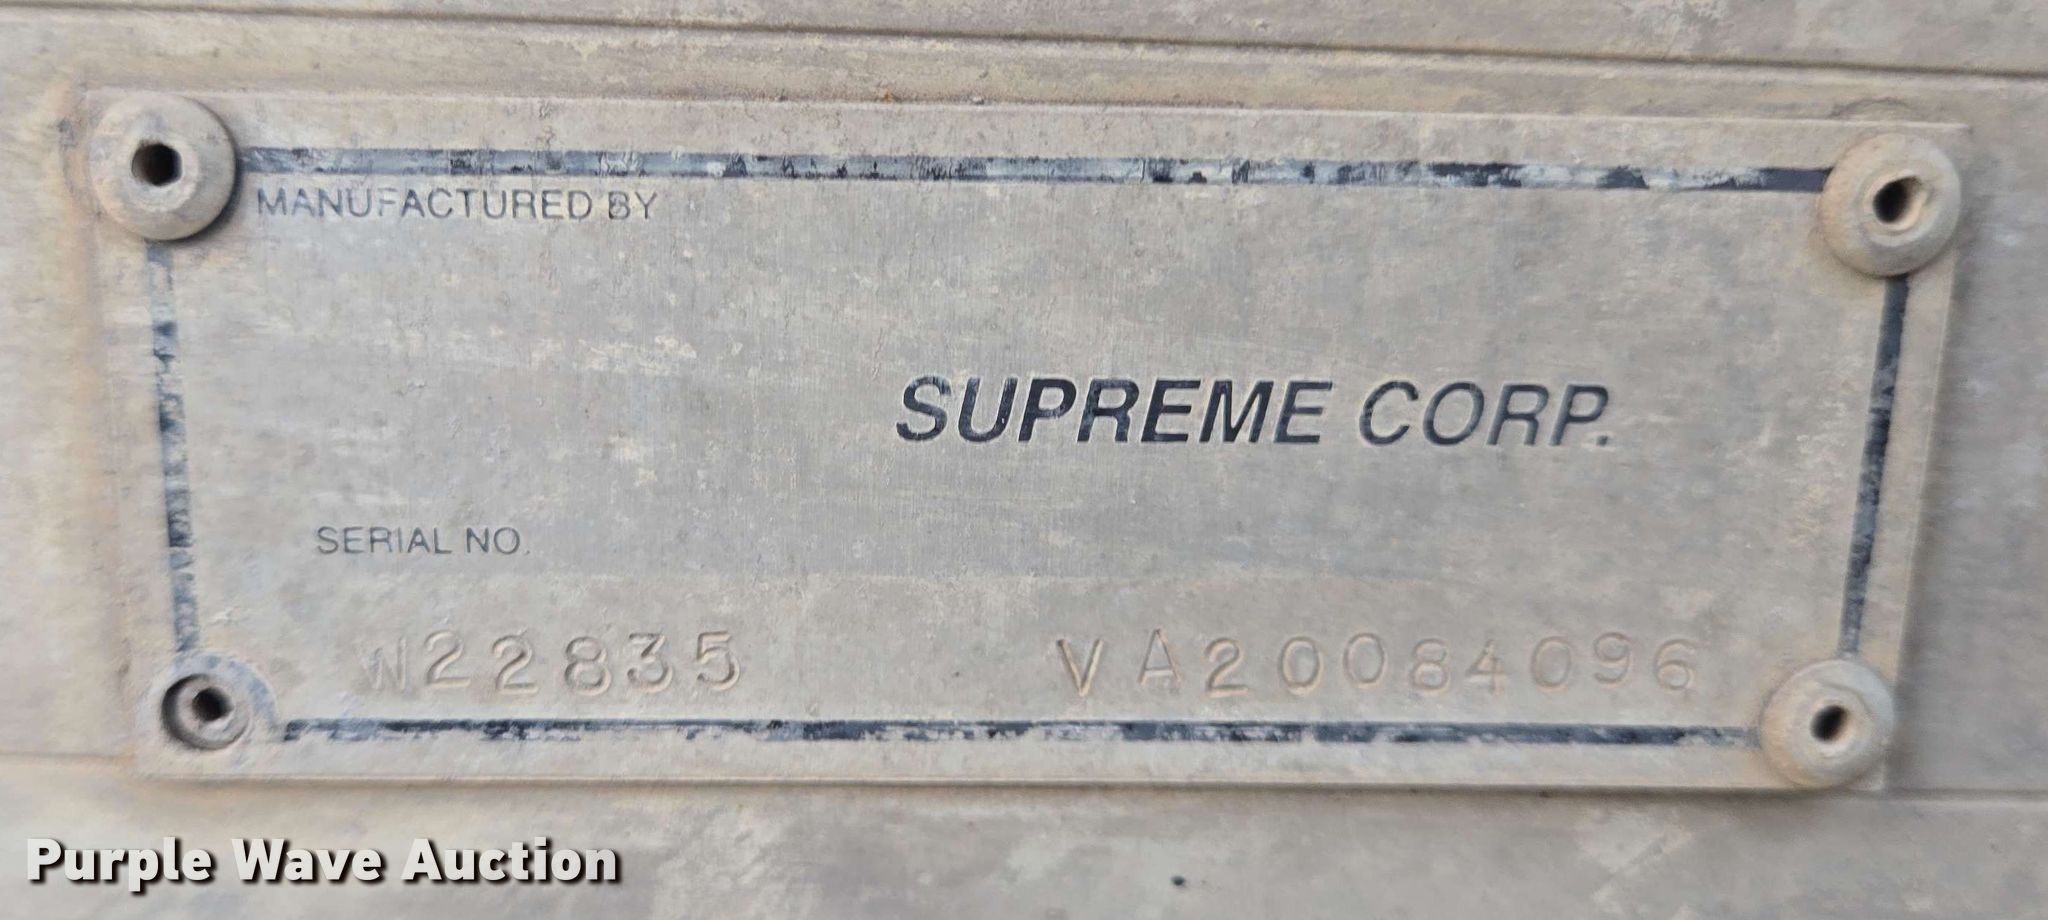 MANUFACTURED BY
SUPREME CORP.
SERIAL NO.
W22835 VA20084096
Purple Wave Auction